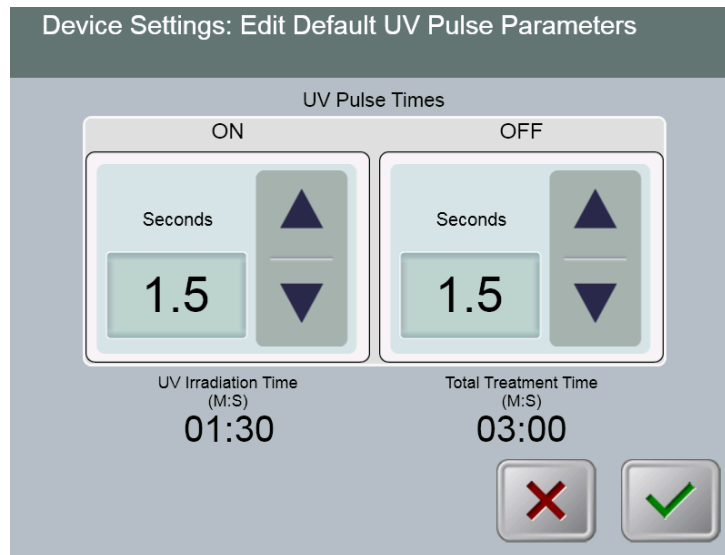 Device Settings: Edit Default UV Pulse Parameters
UV Pulse Times
ON
OFF
Seconds
1.5
Seconds
1.5
UV Irradiation Time
(M:S)
01:30
Total Treatment Time
(M:S)
03:00